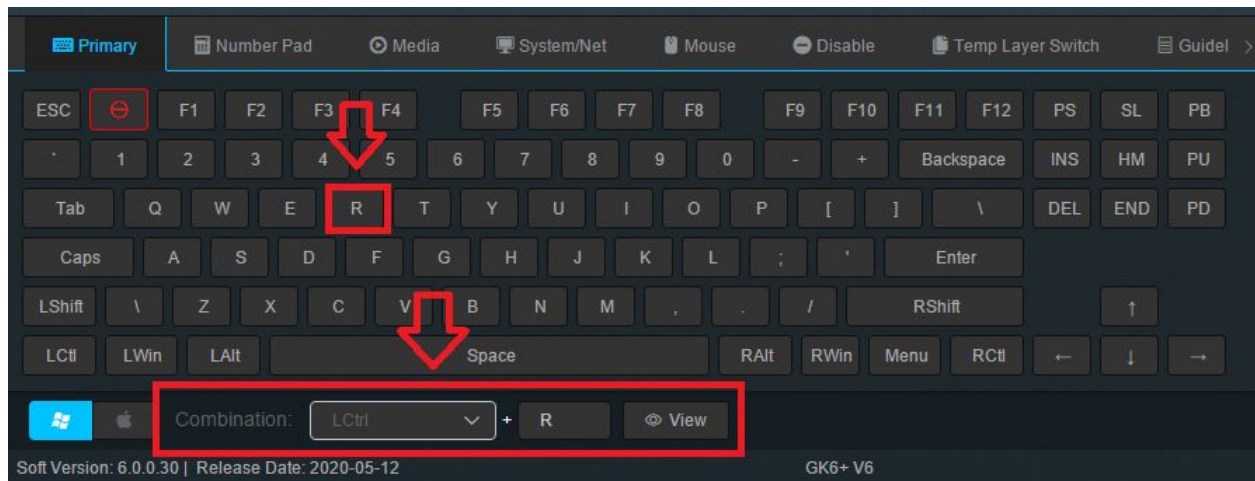 Primary Number Pad Media System/Net Mouse Disable Temp Layer Switch Guidel
ESC F1 F2 F3 F4 F5 F6 F7 F8 F9 F10 F11 F12 PS SL PB
` 1 2 3 4 5 6 7 8 9 0 - + Backspace INS HM PU
Tab Q W E R T Y U I O P [ ] \ DEL END PD
Caps A S D F G H J K L ; ' Enter
LShift \ Z X C V B N M , . / RShift ↑
LCtl LWin LAlt Space RAlt RWin Menu RCtl ← ↓ →
Combination: LCtrl + R View
Soft Version: 6.0.0.30 | Release Date: 2020-05-12 GK6+ V6